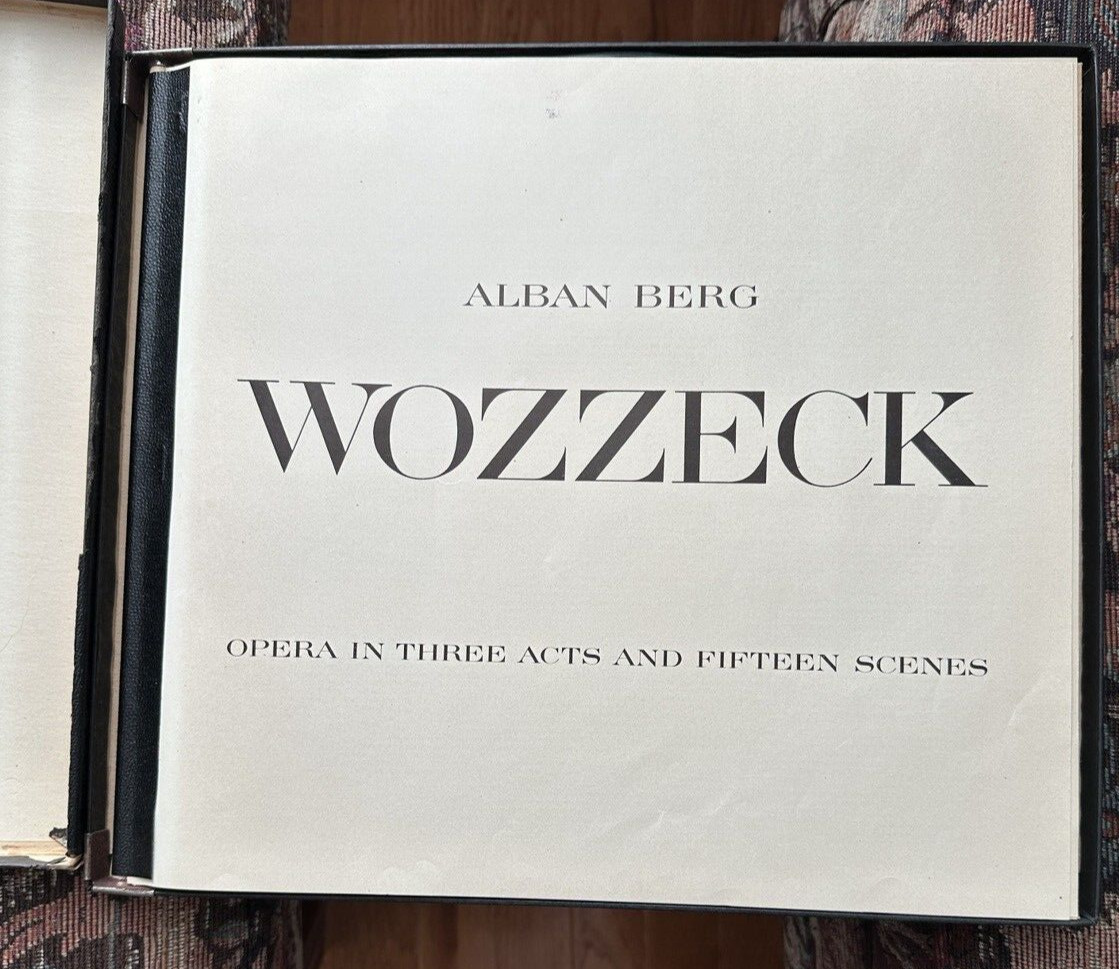 ALBAN BERG
WOZZECK
OPERA IN THREE ACTS AND FIFTEEN SCENES